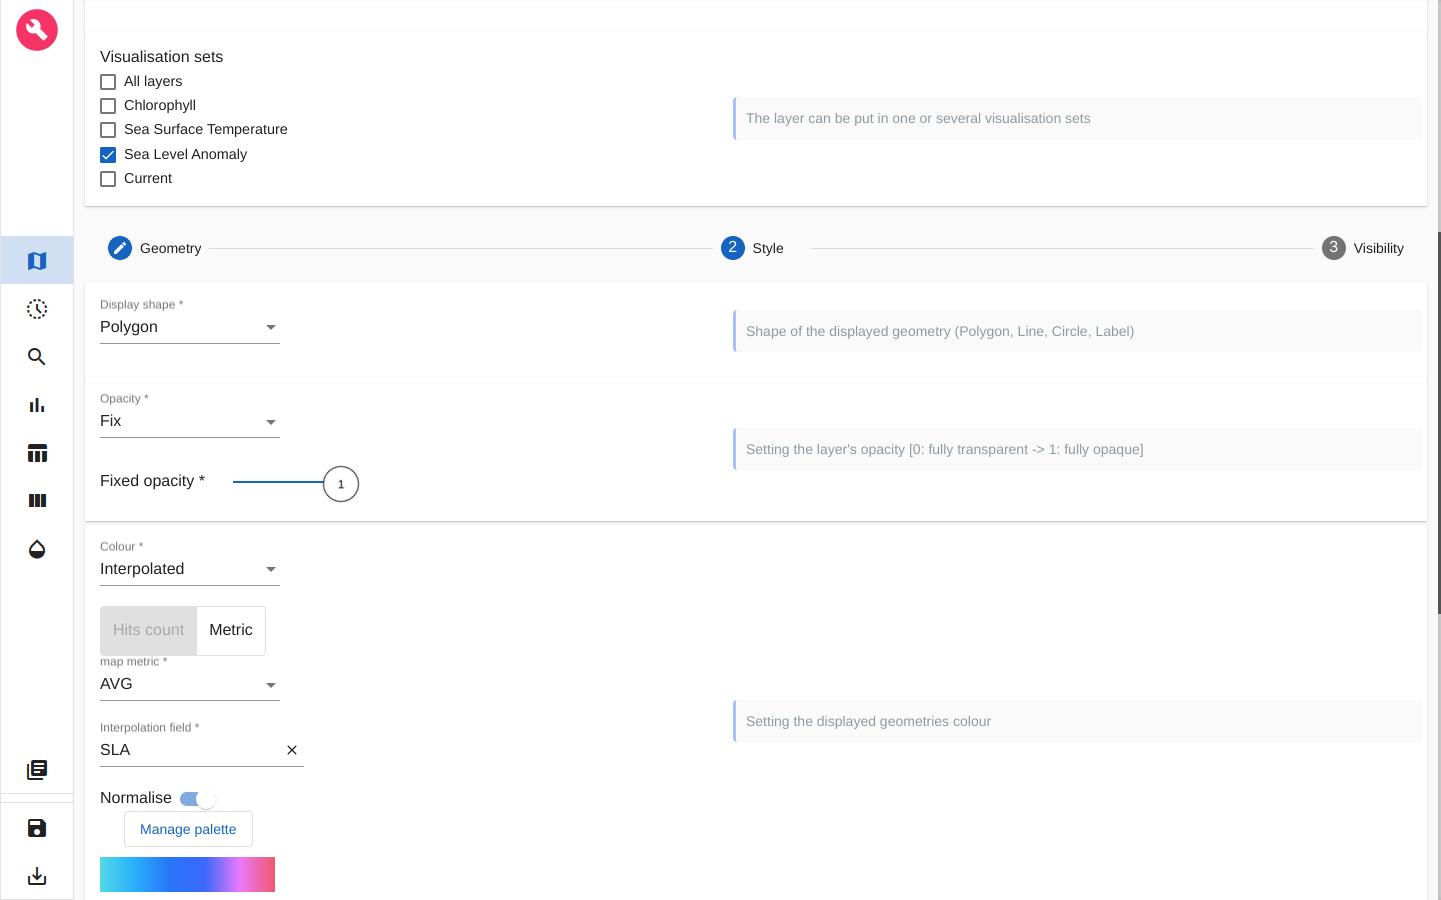 Visualisation sets
All layers
Chlorophyll
Sea Surface Temperature
Sea Level Anomaly
Current
The layer can be put in one or several visualisation sets
Geometry
2 Style
3 Visibility
Display shape *
Polygon
Shape of the displayed geometry (Polygon, Line, Circle, Label)
Opacity *
Fix
Setting the layer's opacity [0: fully transparent -> 1: fully opaque]
Fixed opacity * 1
Colour *
Interpolated
Hits count Metric
map metric *
AVG
Interpolation field *
SLA
Setting the displayed geometries colour
Normalise
Manage palette